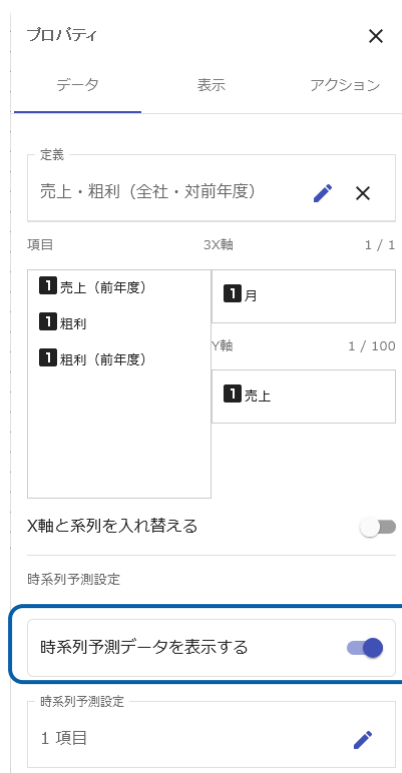 プロパティ
データ 表示 アクション
定義
売上・粗利（全社・対前年度）
項目 3X軸 1 / 1
1 売上（前年度） 1 月
1 粗利
Y軸 1 / 100
1 粗利（前年度）
1 売上
X軸と系列を入れ替える
時系列予測設定
時系列予測データを表示する
時系列予測設定
1 項目